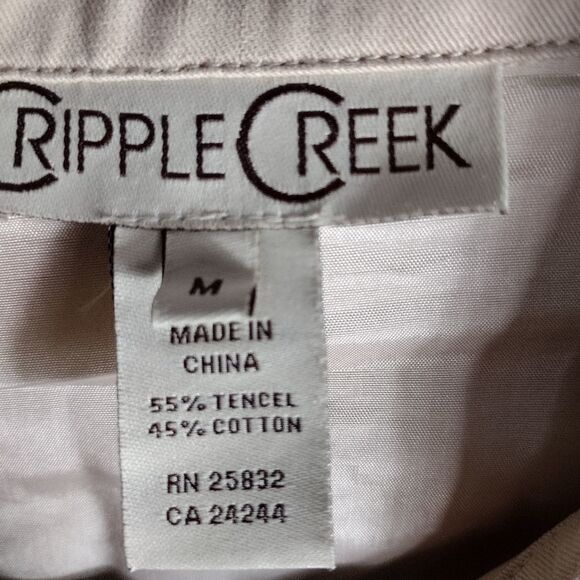 CRIPPLE CREEK
M
MADE IN
CHINA
55% TENCEL
45% COTTON
RN 25832
CA 24244